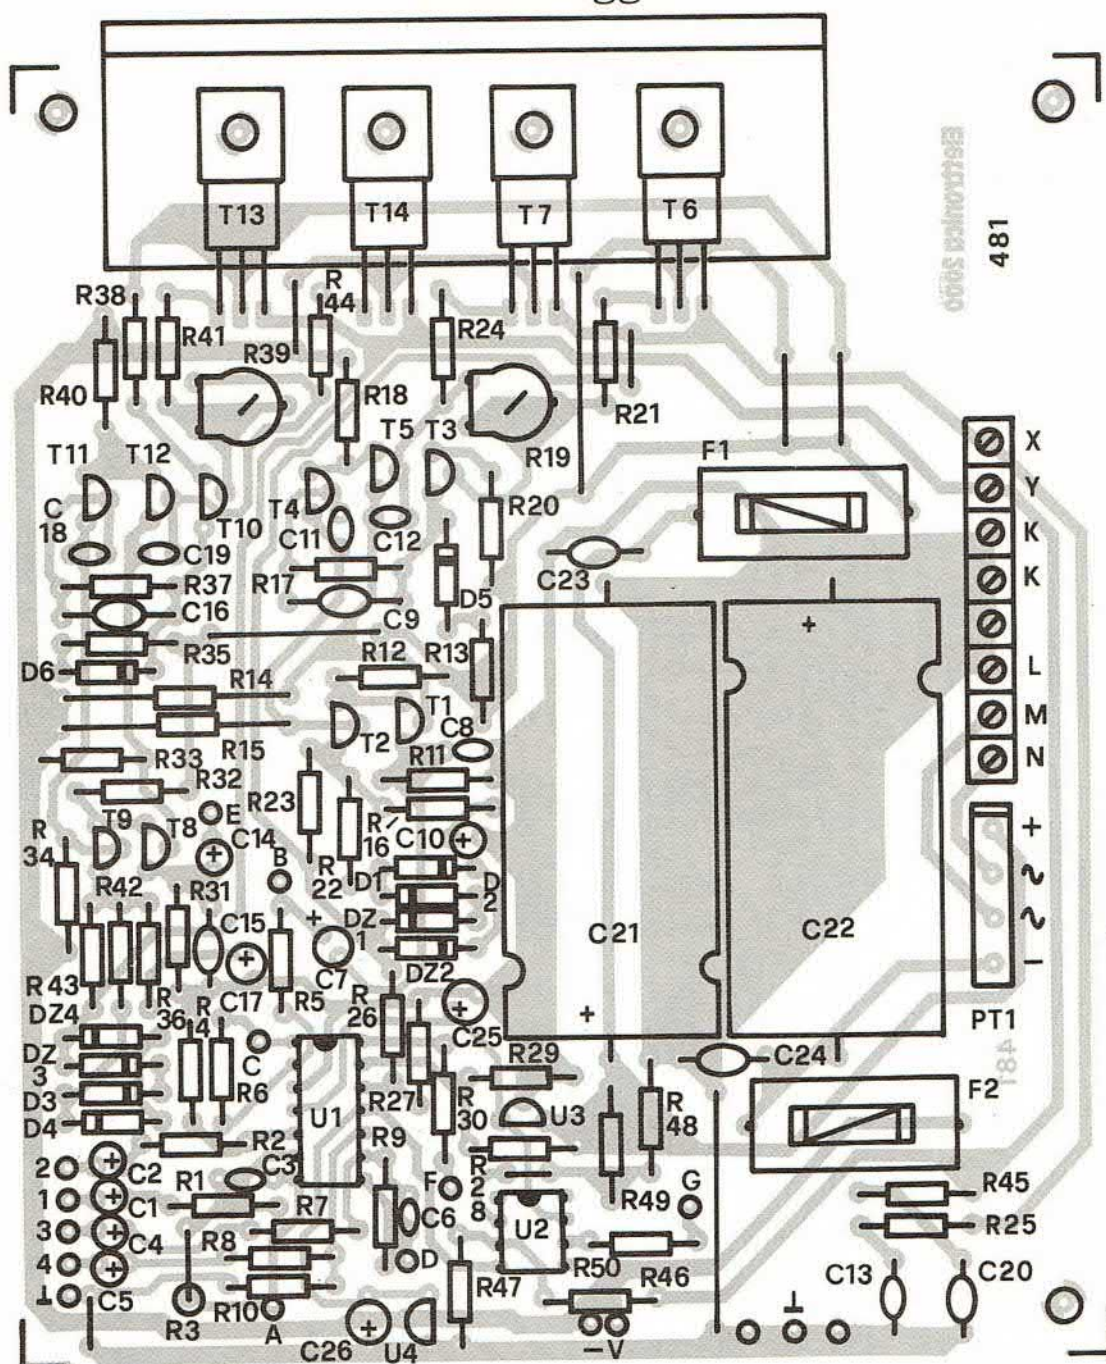 T13 T14 T7 T6
Elettronica 2000
481
R38 R41 R40 R39 R 44 R24 R18 R21
T11 T12 T5 T3 R19 F1 X
C 18 T10 T4 C11 C12 R20 Y
C19 K
R37 R17 D5 C23 K
C16 C9
R35 R12 R13 + L
D6 R14 T1 M
R15 T2 C8 N
R33 R32 R23 R11
R 34 T9 T8 E C14 B R 22 R 16 C10 + +
D1 D 2 ~
R42 R31 C15 + DZ 1 C21 C22 ~
R 43 C17 R5 C7 DZ2 −
DZ4 R 36 R 4 R 26 C25 + PT1
DZ 3 C R29 C24 481
D3 R6 U1 R27 R 30 U3 R 48 F2
D4 R2 R9
2 C2 R1 C3 F R 2 8 R49 G R45
1 C1 R7 C6 U2 R25
3 C4 R8 D R50 R46 C13 C20
4 C5 R10 R47
⊥ R3 A C26 U4 −V ⊥